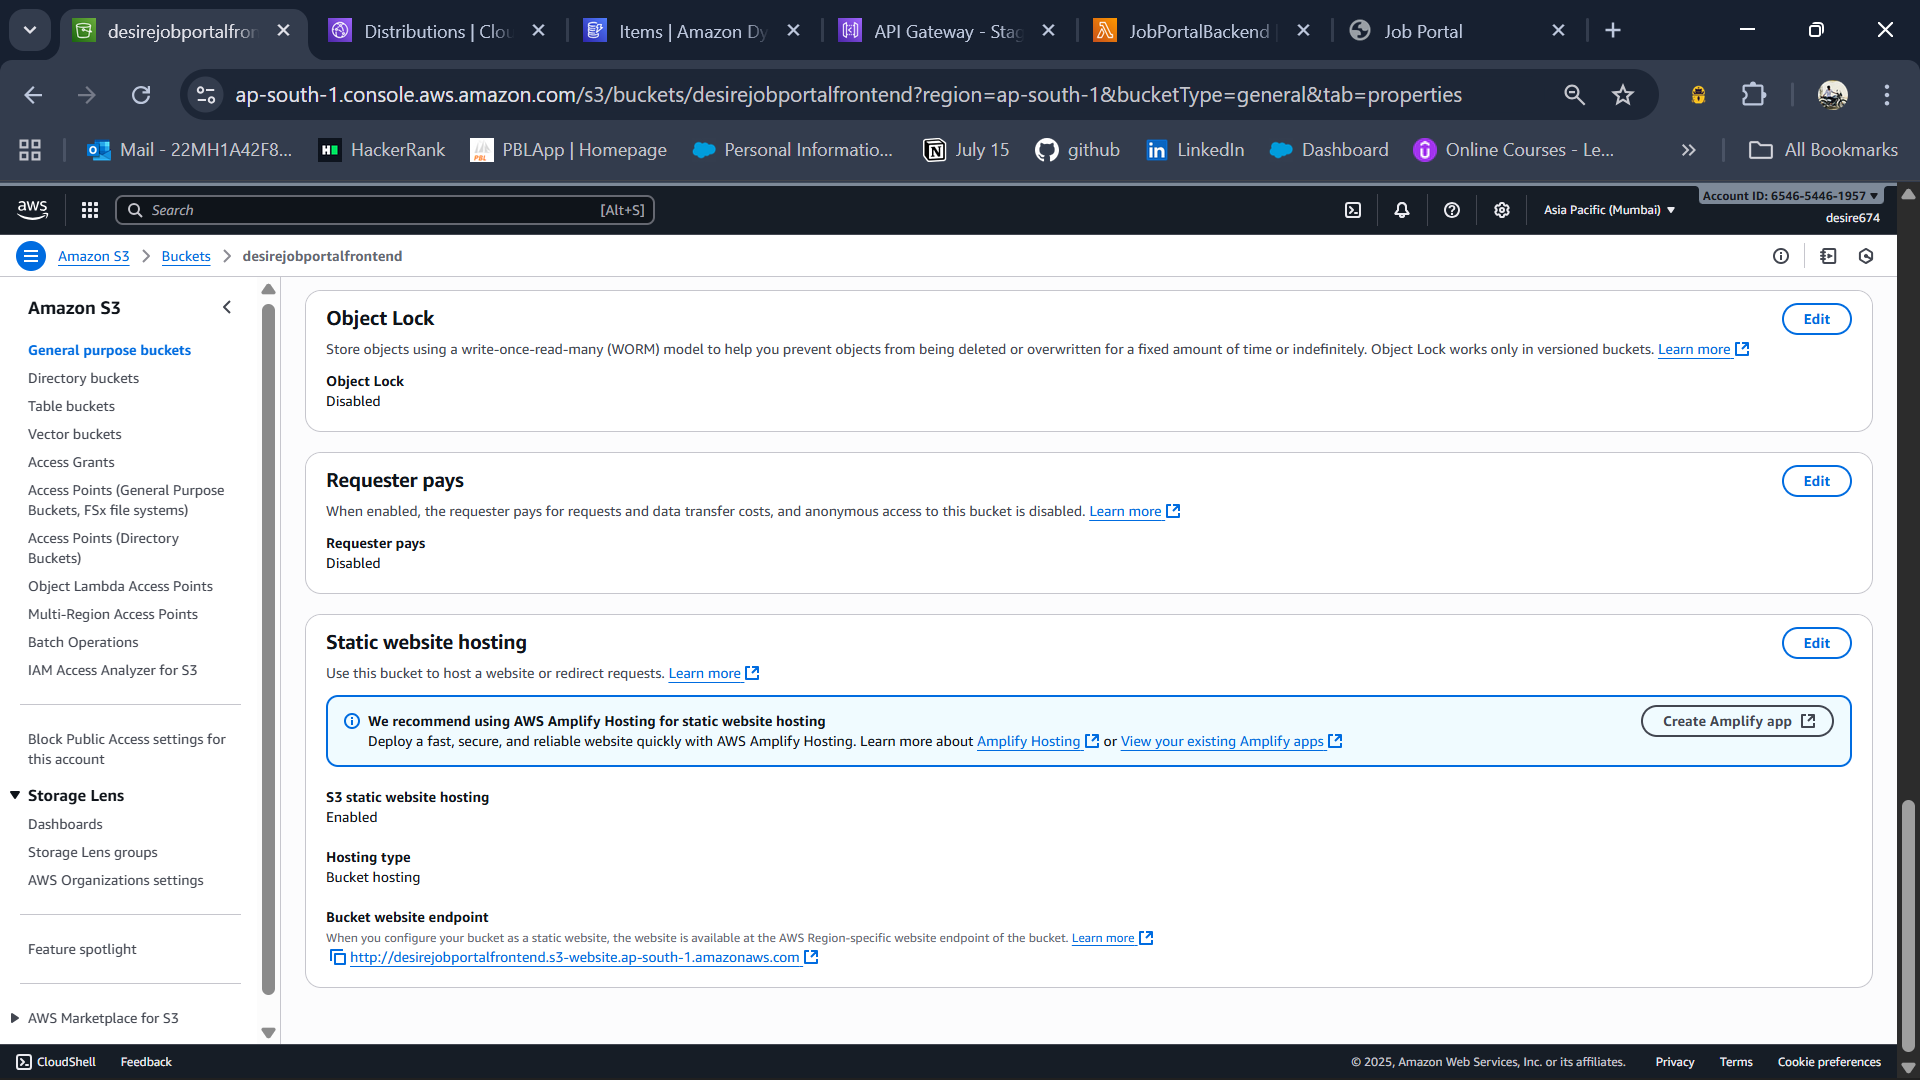 desirejobportalfron
Distributions | Clou
Items | Amazon Dy
API Gateway - Stag
JobPortalBackend
Job Portal
ap-south-1.console.aws.amazon.com/s3/buckets/desirejobportalfrontend?region=ap-south-1&bucketType=general&tab=properties
Mail - 22MH1A42F8...
HackerRank
PBLApp | Homepage
Personal Informatio...
July 15
github
LinkedIn
Dashboard
Online Courses - Le...
All Bookmarks
aws
Search
[Alt+S]
Asia Pacific (Mumbai)
Account ID: 6546-5446-1957
desire674
Amazon S3
Buckets
desirejobportalfrontend
Amazon S3
General purpose buckets
Directory buckets
Table buckets
Vector buckets
Access Grants
Access Points (General Purpose
Buckets, FSx file systems)
Access Points (Directory
Buckets)
Object Lambda Access Points
Multi-Region Access Points
Batch Operations
IAM Access Analyzer for S3
Block Public Access settings for
this account
Storage Lens
Dashboards
Storage Lens groups
AWS Organizations settings
Feature spotlight
AWS Marketplace for S3
Object Lock
Edit
Store objects using a write-once-read-many (WORM) model to help you prevent objects from being deleted or overwritten for a fixed amount of time or indefinitely. Object Lock works only in versioned buckets. Learn more
Object Lock
Disabled
Requester pays
Edit
When enabled, the requester pays for requests and data transfer costs, and anonymous access to this bucket is disabled. Learn more
Requester pays
Disabled
Static website hosting
Edit
Use this bucket to host a website or redirect requests. Learn more
We recommend using AWS Amplify Hosting for static website hosting
Deploy a fast, secure, and reliable website quickly with AWS Amplify Hosting. Learn more about Amplify Hosting or View your existing Amplify apps
Create Amplify app
S3 static website hosting
Enabled
Hosting type
Bucket hosting
Bucket website endpoint
When you configure your bucket as a static website, the website is available at the AWS Region-specific website endpoint of the bucket. Learn more
http://desirejobportalfrontend.s3-website.ap-south-1.amazonaws.com
CloudShell
Feedback
© 2025, Amazon Web Services, Inc. or its affiliates.
Privacy
Terms
Cookie preferences